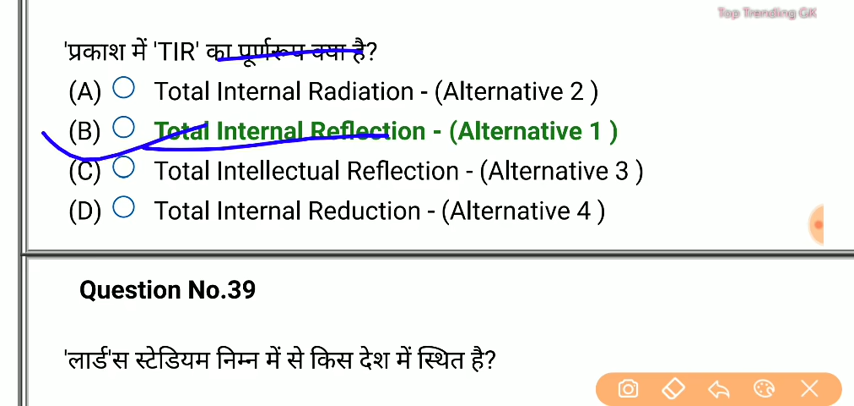 Top Trending GK
'प्रकाश में 'TIR' का पूर्णरूप क्या है?
(A) Total Internal Radiation - (Alternative 2 )
(B) Total Internal Reflection - (Alternative 1 )
(C) Total Intellectual Reflection - (Alternative 3 )
(D) Total Internal Reduction - (Alternative 4 )
Question No.39
'लार्ड'स स्टेडियम निम्न में से किस देश में स्थित है?